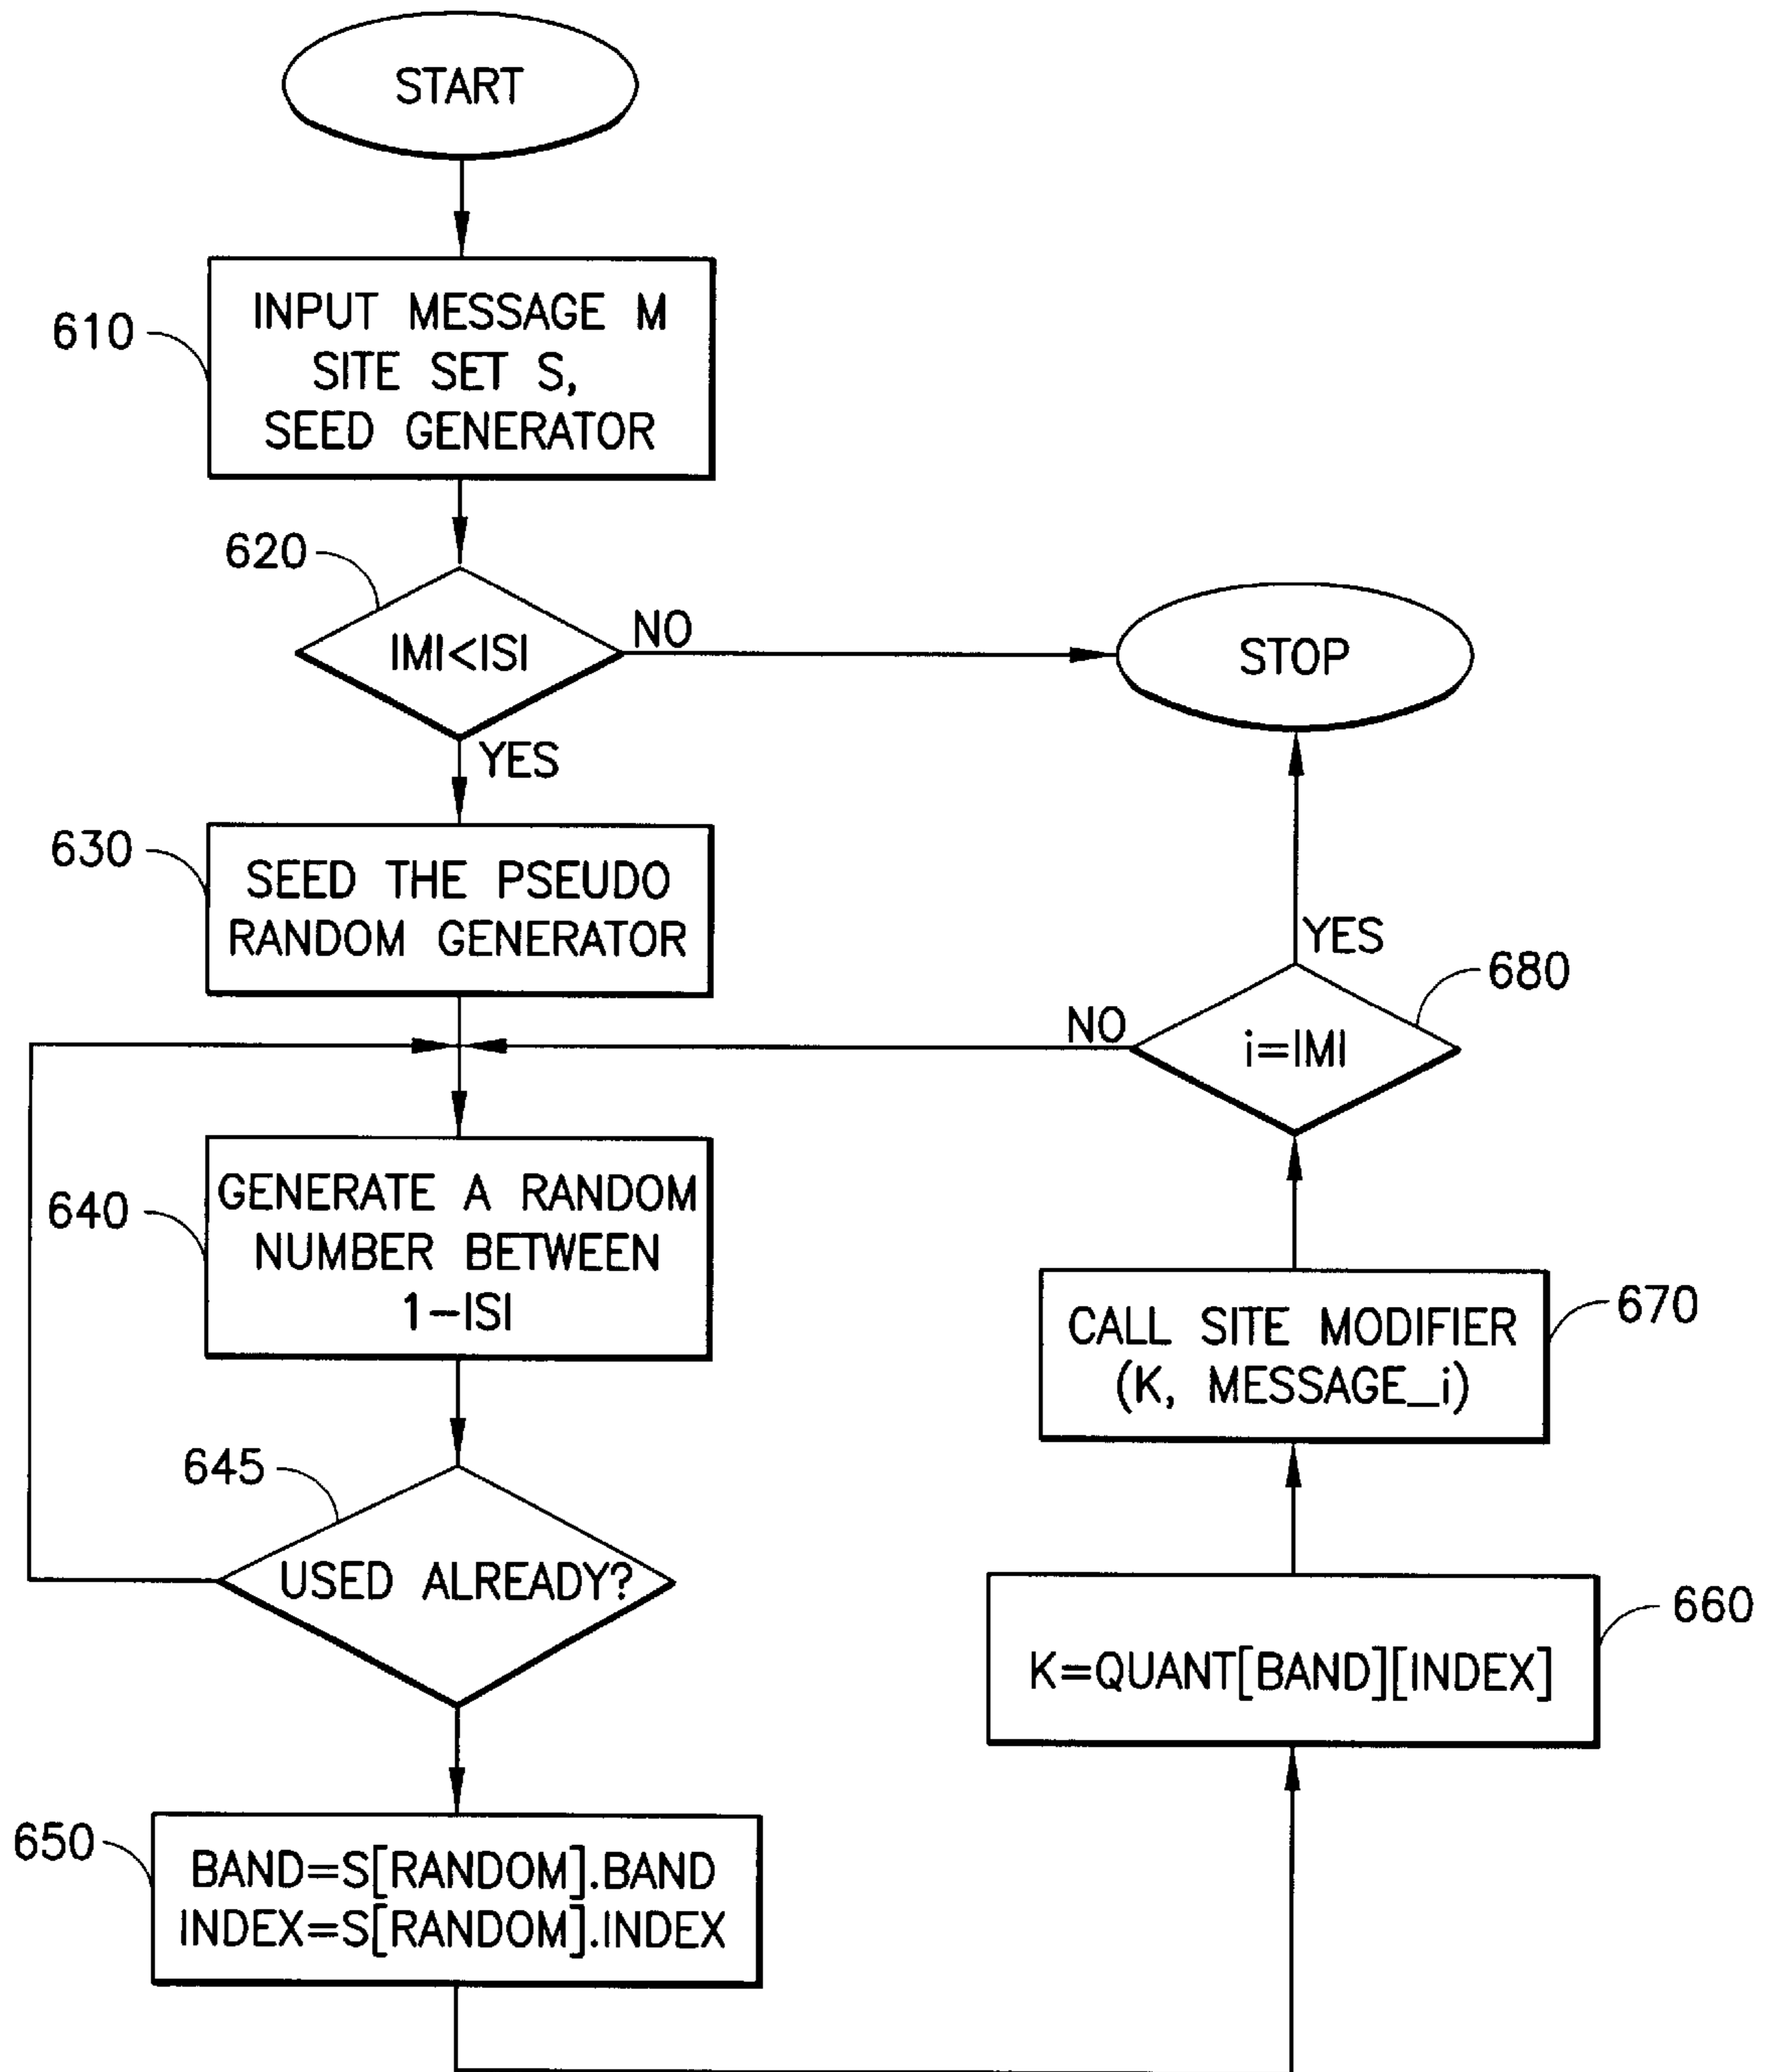 START
610
INPUT MESSAGE M
SITE SET S,
SEED GENERATOR
620
IMI<ISI
NO
STOP
YES
630
SEED THE PSEUDO
RANDOM GENERATOR
YES
680
NO
i=IMI
640
GENERATE A RANDOM
NUMBER BETWEEN
1-ISI
670
CALL SITE MODIFIER
(K, MESSAGE_i)
645
USED ALREADY?
660
K=QUANT[BAND][INDEX]
650
BAND=S[RANDOM].BAND
INDEX=S[RANDOM].INDEX